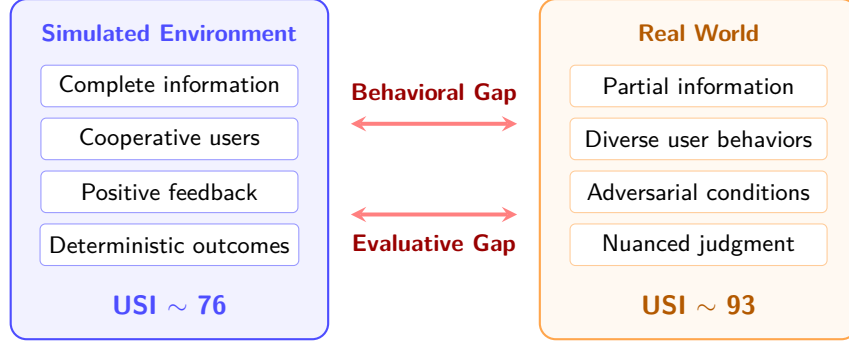 Simulated Environment
Complete information
Cooperative users
Positive feedback
Deterministic outcomes
USI ∼ 76
Behavioral Gap
Evaluative Gap
Real World
Partial information
Diverse user behaviors
Adversarial conditions
Nuanced judgment
USI ∼ 93